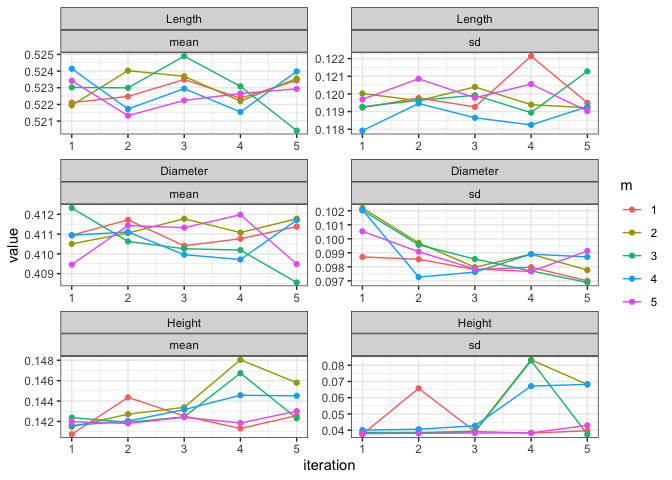 Length
mean
0.525
0.524
0.523
0.522
0.521
1 2 3 4 5
Length
sd
0.122
0.121
0.120
0.119
0.118
1 2 3 4 5
Diameter
mean
0.412
0.411
0.410
0.409
1 2 3 4 5
Diameter
sd
0.102
0.101
0.100
0.099
0.098
0.097
1 2 3 4 5
Height
mean
0.148
0.146
0.144
0.142
1 2 3 4 5
Height
sd
0.08
0.07
0.06
0.05
0.04
1 2 3 4 5
value
iteration
m
1
2
3
4
5